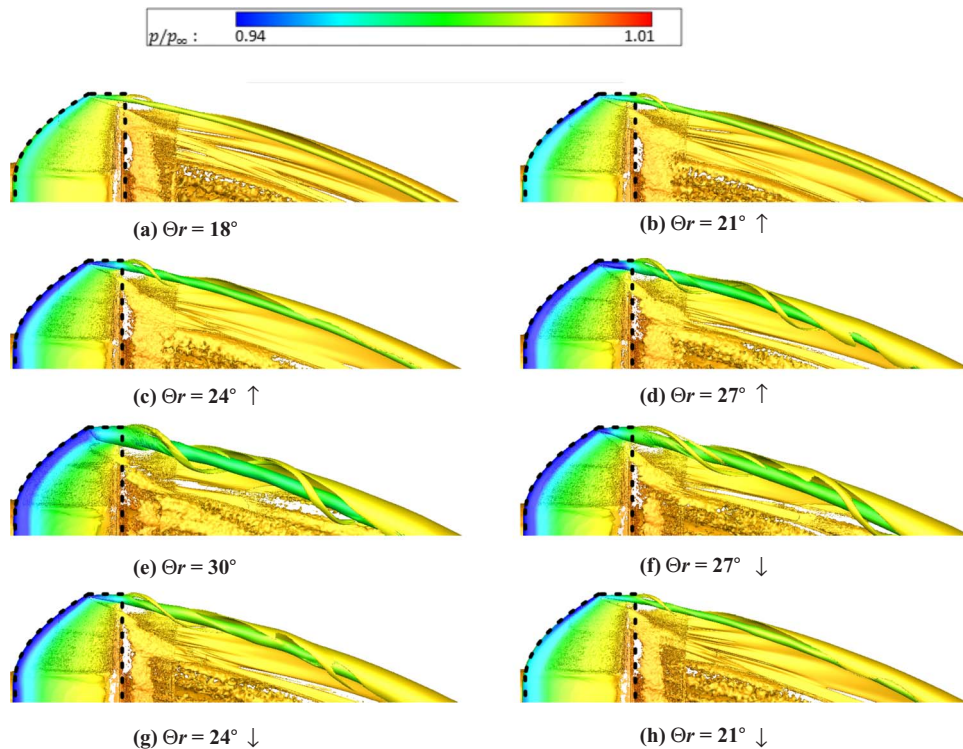 p/p∞ : 0.94 1.01
(a) Θr = 18° (b) Θr = 21° ↑
(c) Θr = 24° ↑ (d) Θr = 27° ↑
(e) Θr = 30° (f) Θr = 27° ↓
(g) Θr = 24° ↓ (h) Θr = 21° ↓